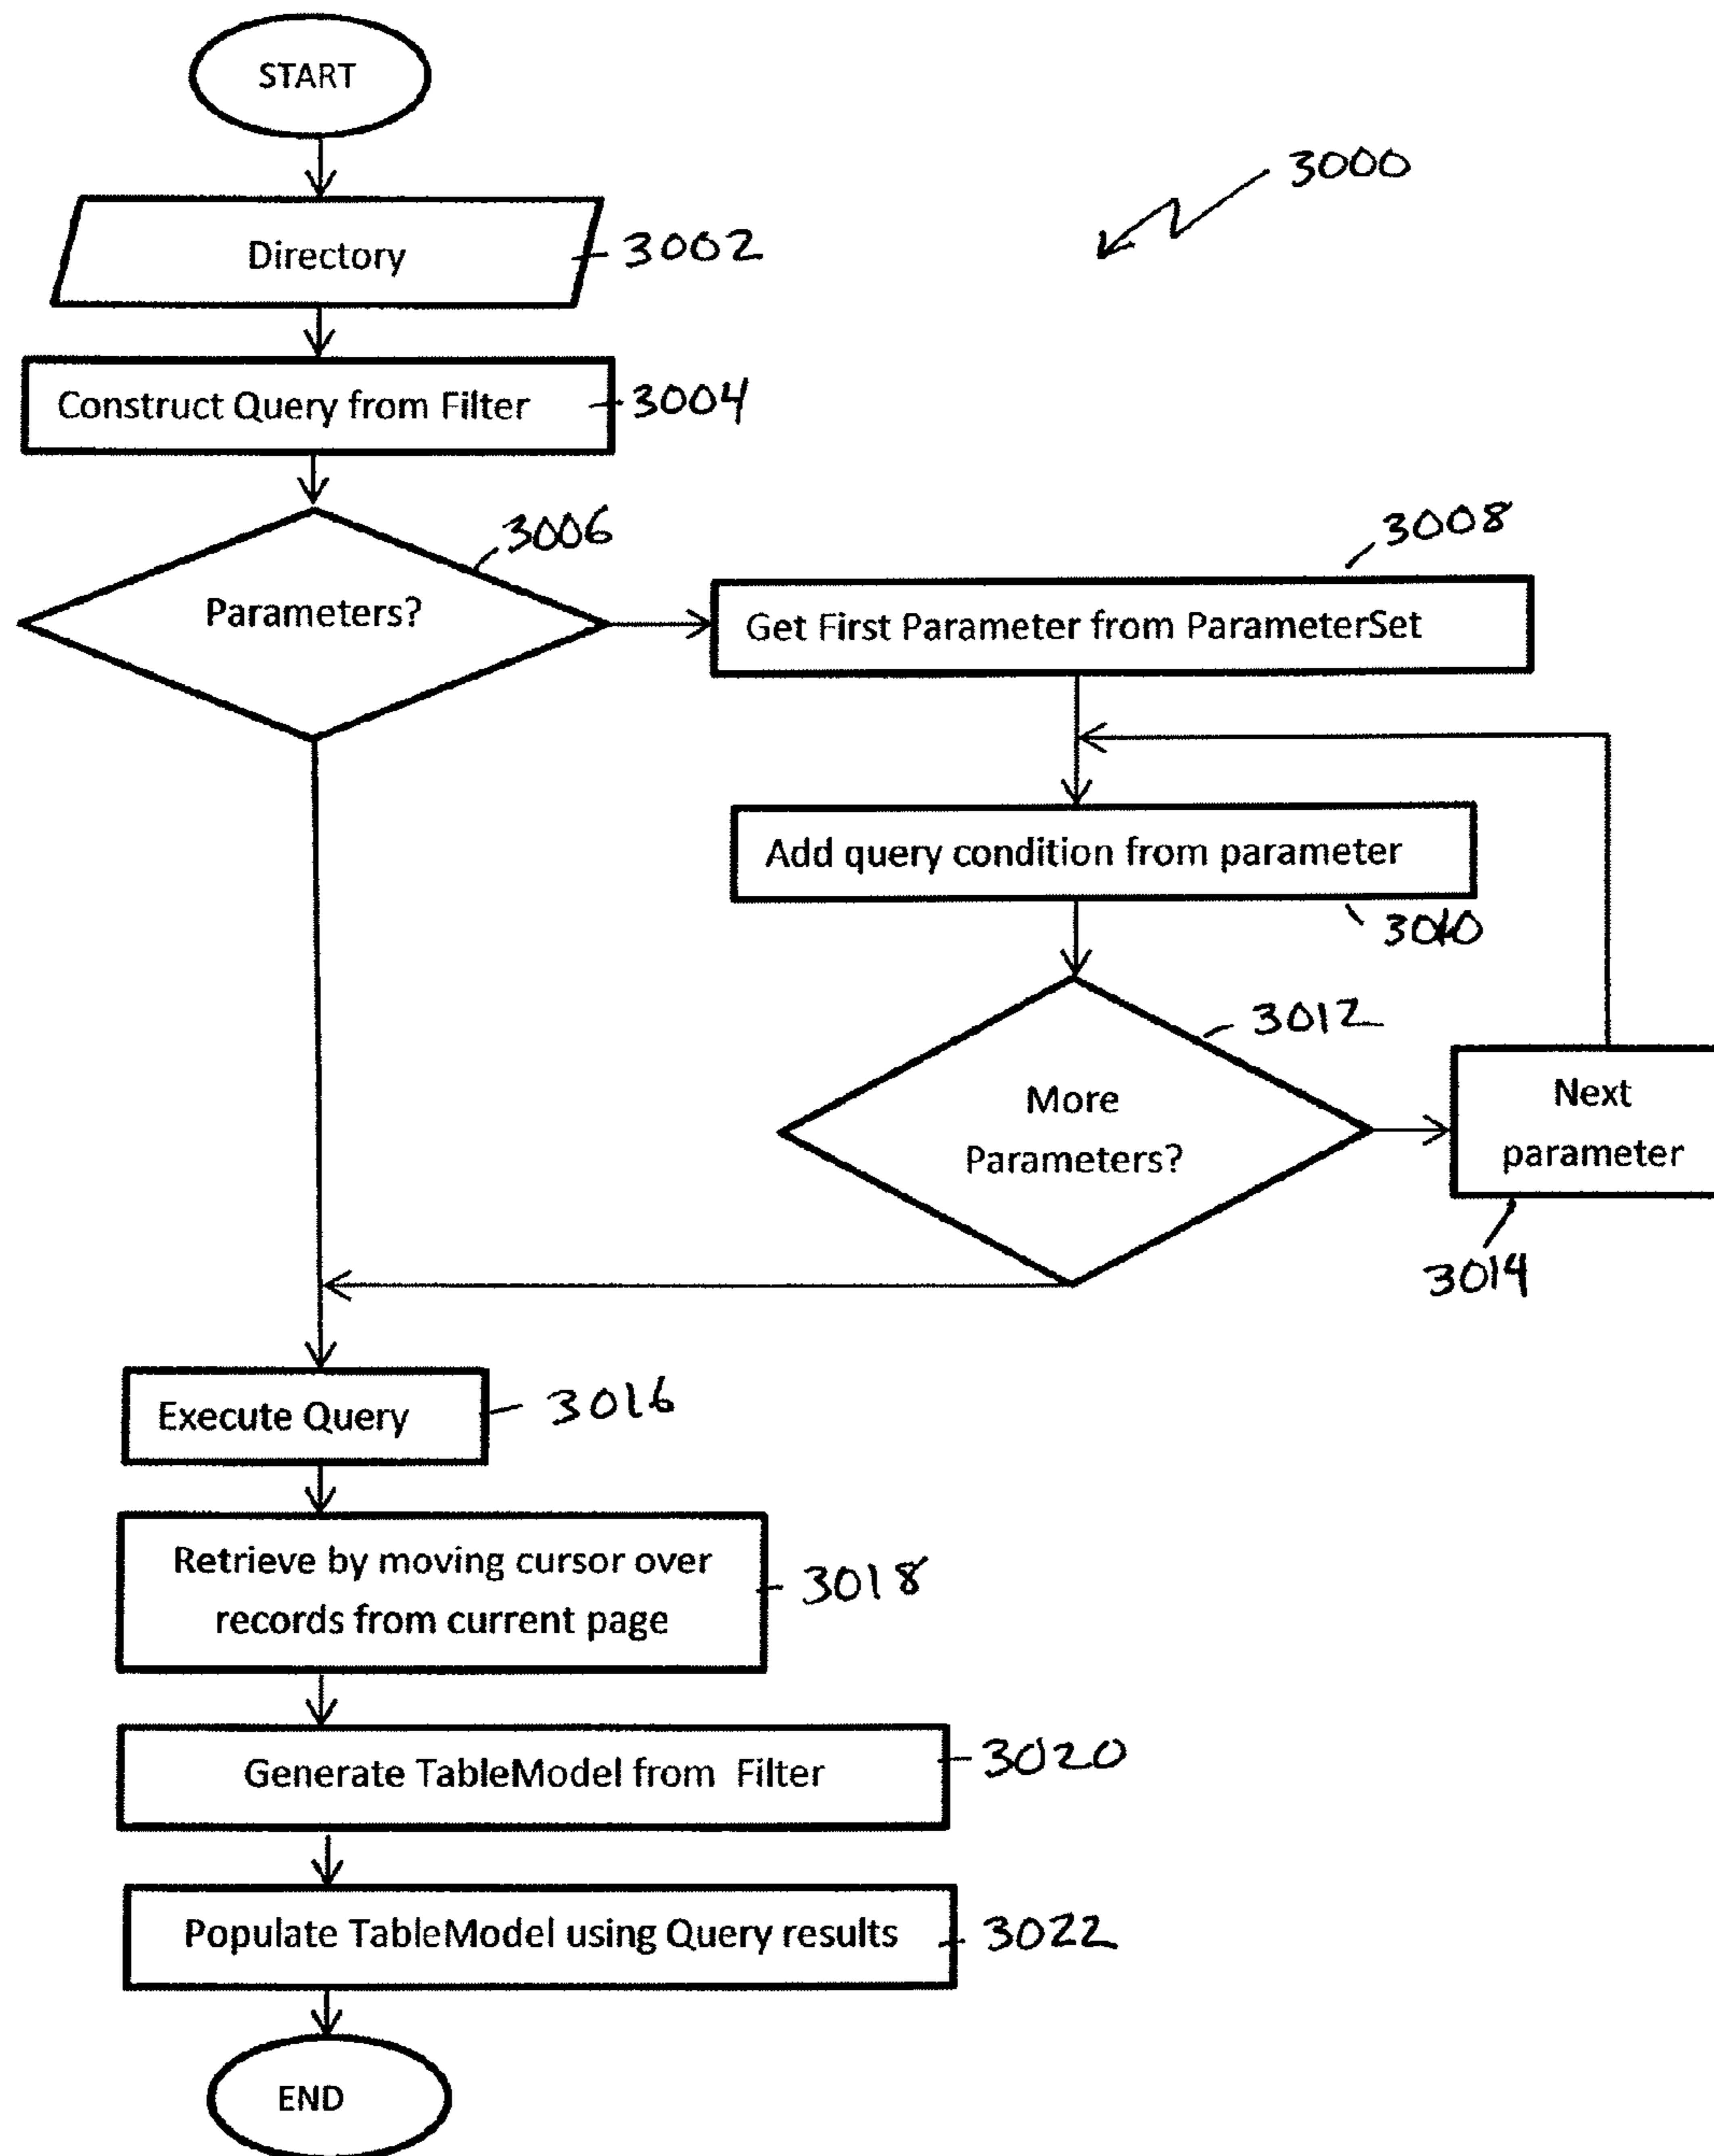 START
3000
Directory
3002
Construct Query from Filter
3004
3006
Parameters?
3008
Get First Parameter from ParameterSet
Add query condition from parameter
3010
3012
More
Parameters?
Next
parameter
3014
Execute Query
3016
Retrieve by moving cursor over
records from current page
3018
Generate TableModel from Filter
3020
Populate TableModel using Query results
3022
END